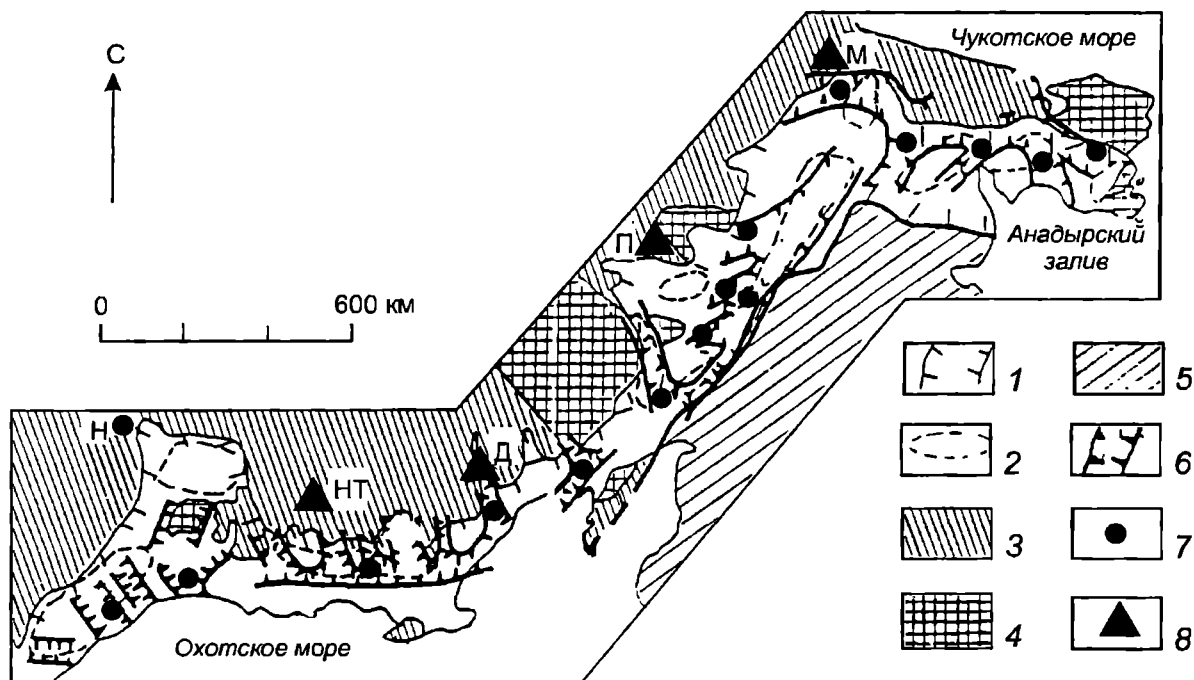 С
М
Чукотское море
П
Анадырский
залив
0
600 км
1
5
Н
Д
2
6
НТ
3
7
Охотское море
4
8